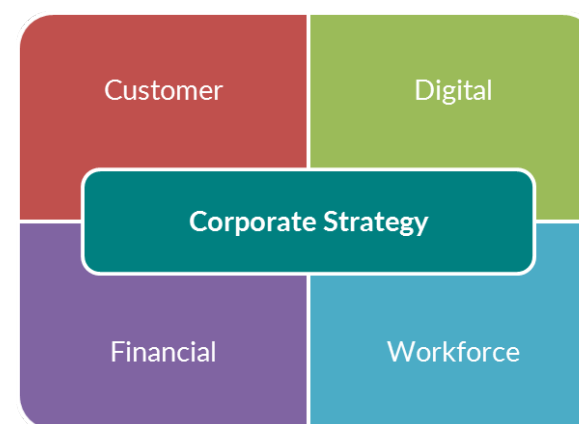 Customer
Digital
Corporate Strategy
Financial
Workforce